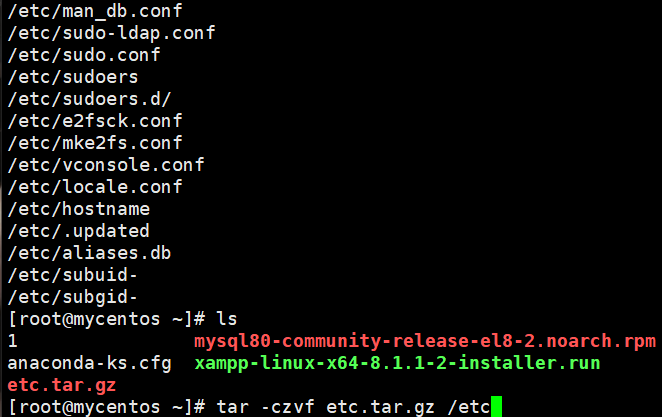 /etc/man_db.conf
/etc/sudo-ldap.conf
/etc/sudo.conf
/etc/sudoers
/etc/sudoers.d/
/etc/e2fsck.conf
/etc/mke2fs.conf
/etc/vconsole.conf
/etc/locale.conf
/etc/hostname
/etc/.updated
/etc/aliases.db
/etc/subuid-
/etc/subgid-
[root@mycentos ~]# ls
1                mysql80-community-release-el8-2.noarch.rpm
anaconda-ks.cfg  xampp-linux-x64-8.1.1-2-installer.run
etc.tar.gz
[root@mycentos ~]# tar -czvf etc.tar.gz /etc